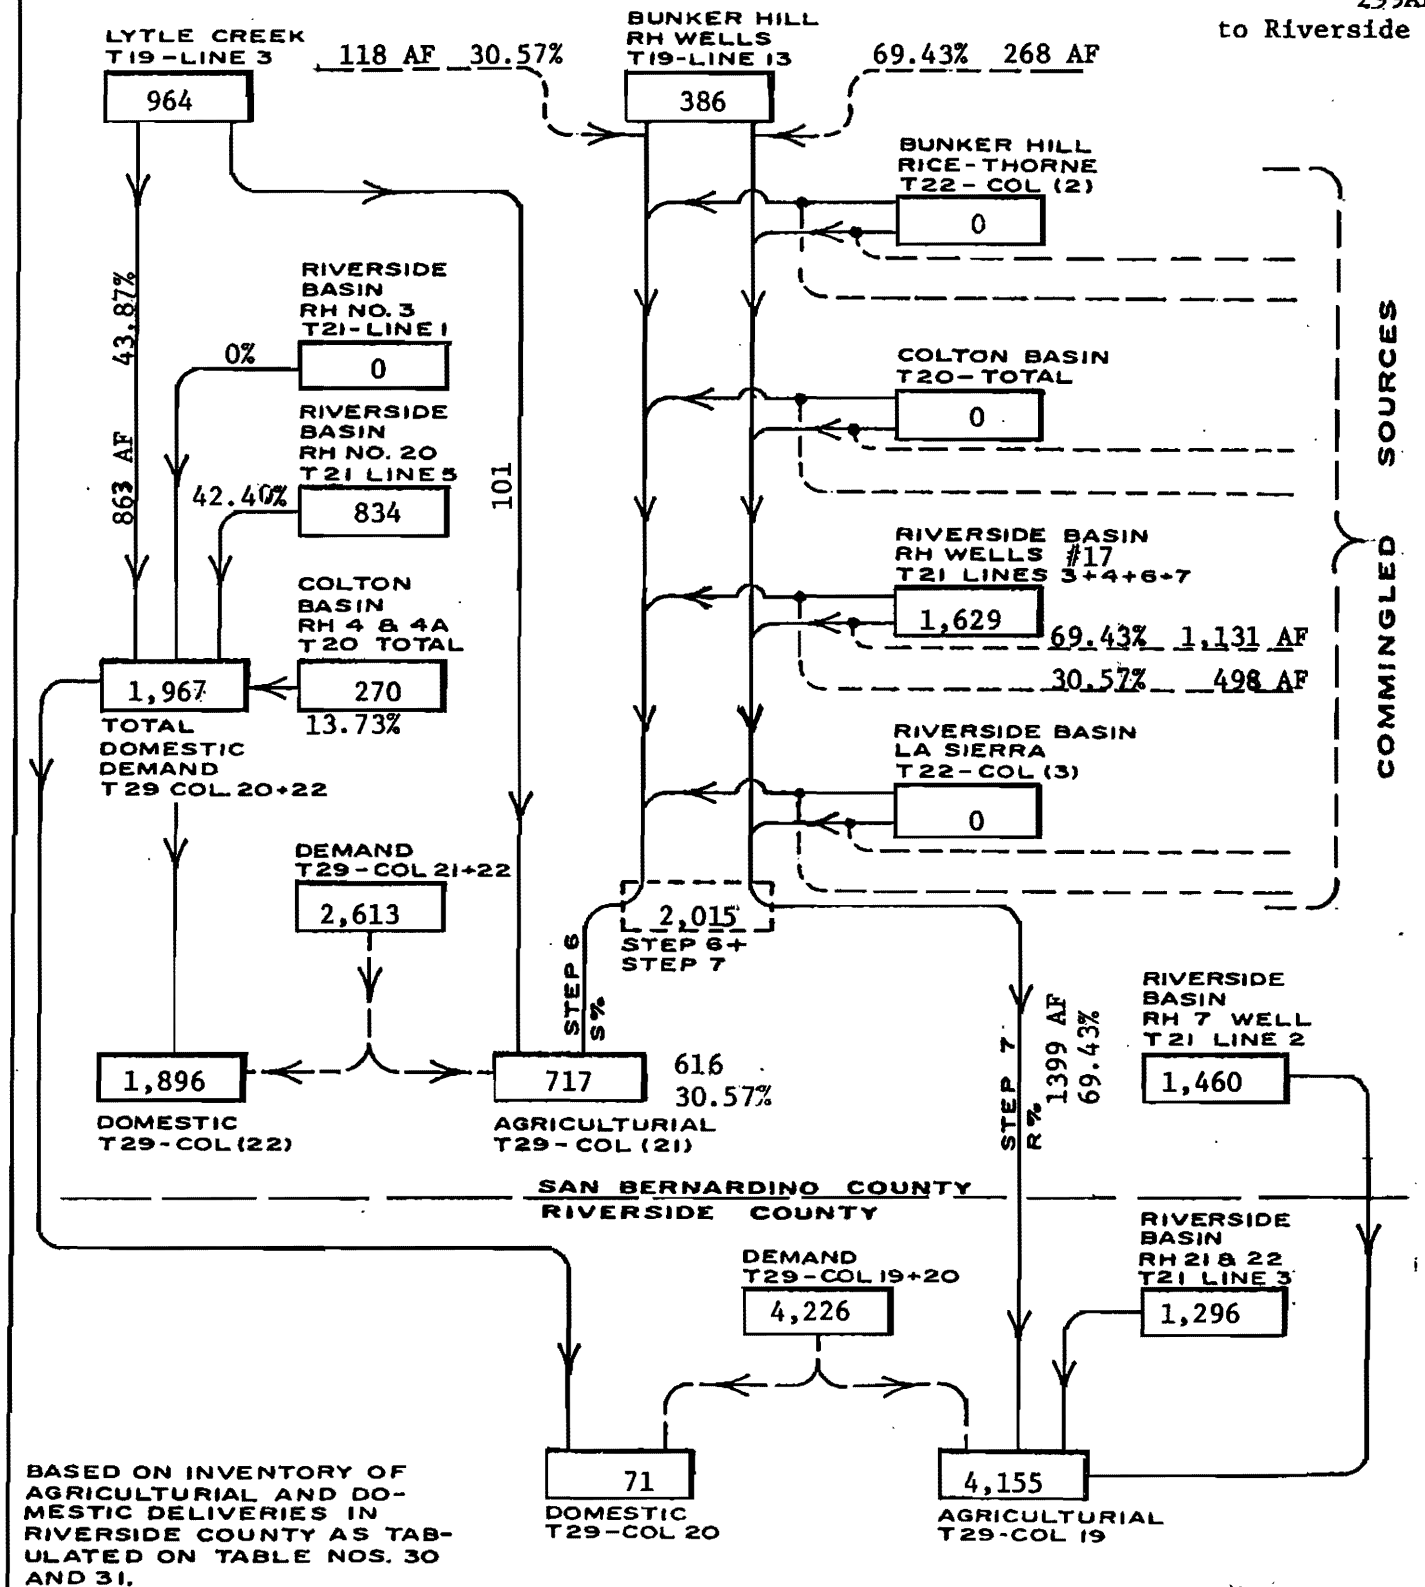 to Riverside
LYTLE CREEK
T19-LINE 3
964
118 AF 30.57%
BUNKER HILL
RH WELLS
T19-LINE 13
386
69.43% 268 AF
BUNKER HILL
RICE-THORNE
T22-COL (2)
0
43.87%
863 AF
RIVERSIDE
BASIN
RH NO. 3
T21-LINE 1
0%
0
RIVERSIDE
BASIN
RH NO. 20
T21 LINE 5
42.40%
834
101
COLTON BASIN
T20-TOTAL
0
COMMINGLED SOURCES
RIVERSIDE BASIN
RH WELLS #17
T21 LINES 3+4+6+7
1,629
69.43% 1,131 AF
30.57% 498 AF
COLTON
BASIN
RH 4 & 4A
T20 TOTAL
270
13.73%
1,967
TOTAL
DOMESTIC
DEMAND
T29 COL 20+22
RIVERSIDE BASIN
LA SIERRA
T22-COL (3)
0
DEMAND
T29-COL 21+22
2,613
2,015
STEP 6+
STEP 7
STEP 6
S%
1,896
DOMESTIC
T29-COL (22)
717
616
30.57%
AGRICULTURIAL
T29-COL (21)
STEP 7
R%
1399 AF
69.43%
RIVERSIDE
BASIN
RH 7 WELL
T21 LINE 2
1,460
SAN BERNARDINO COUNTY
RIVERSIDE COUNTY
RIVERSIDE
BASIN
RH 21 & 22
T21 LINE 3
1,296
DEMAND
T29-COL 19+20
4,226
71
DOMESTIC
T29-COL 20
4,155
AGRICULTURIAL
T29-COL 19
BASED ON INVENTORY OF
AGRICULTURIAL AND DO-
MESTIC DELIVERIES IN
RIVERSIDE COUNTY AS TAB-
ULATED ON TABLE NOS. 30
AND 31.